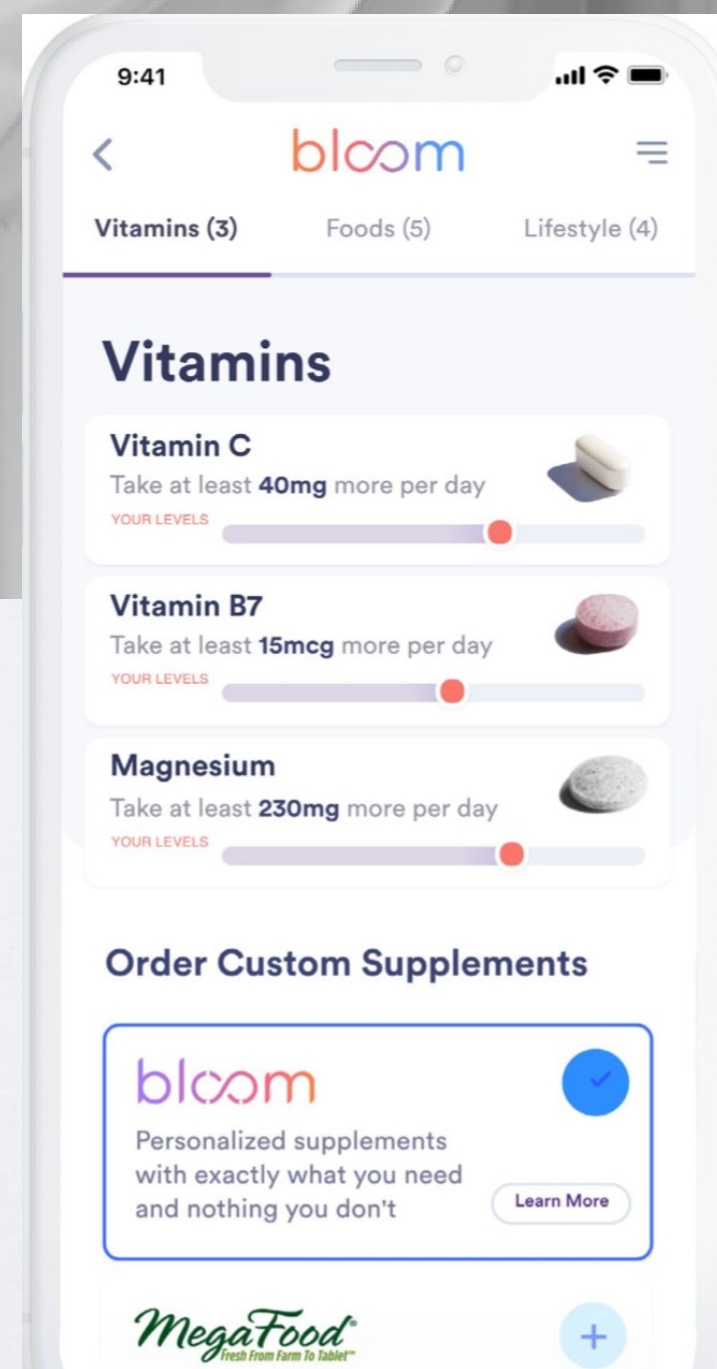 9:41
bloom
Vitamins (3) Foods (5) Lifestyle (4)
Vitamins
Vitamin C
Take at least 40mg more per day
YOUR LEVELS
Vitamin B7
Take at least 15mcg more per day
YOUR LEVELS
Magnesium
Take at least 230mg more per day
YOUR LEVELS
Order Custom Supplements
bloom
Personalized supplements
with exactly what you need
and nothing you don't
Learn More
MegaFood®
Fresh From Farm To Tablet™